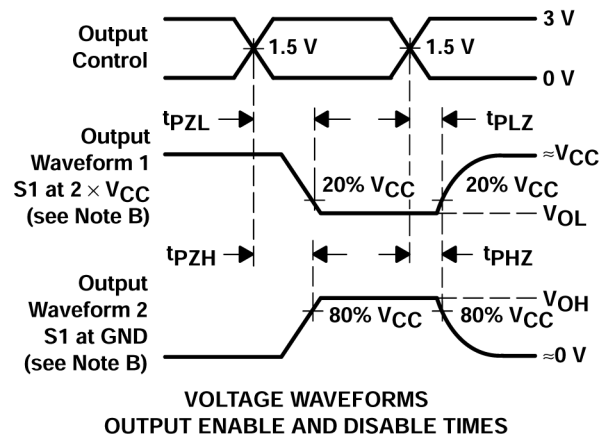 3 V
Output
Control
1.5 V
1.5 V
0 V
tPZL
tPLZ
Output
Waveform 1
S1 at 2 × VCC
(see Note B)
≈VCC
20% VCC
20% VCC
VOL
tPZH
tPHZ
Output
Waveform 2
S1 at GND
(see Note B)
VOH
80% VCC
80% VCC
≈0 V
VOLTAGE WAVEFORMS
OUTPUT ENABLE AND DISABLE TIMES